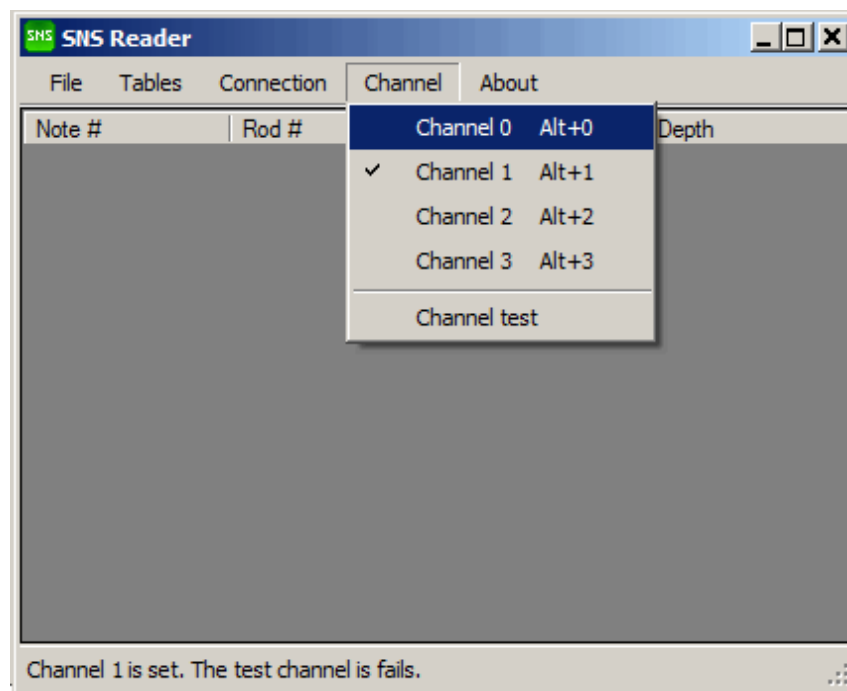 SNS SNS Reader
File Tables Connection Channel About
Note # Rod # Depth
Channel 0 Alt+0
Channel 1 Alt+1
Channel 2 Alt+2
Channel 3 Alt+3
Channel test
Channel 1 is set. The test channel is fails.